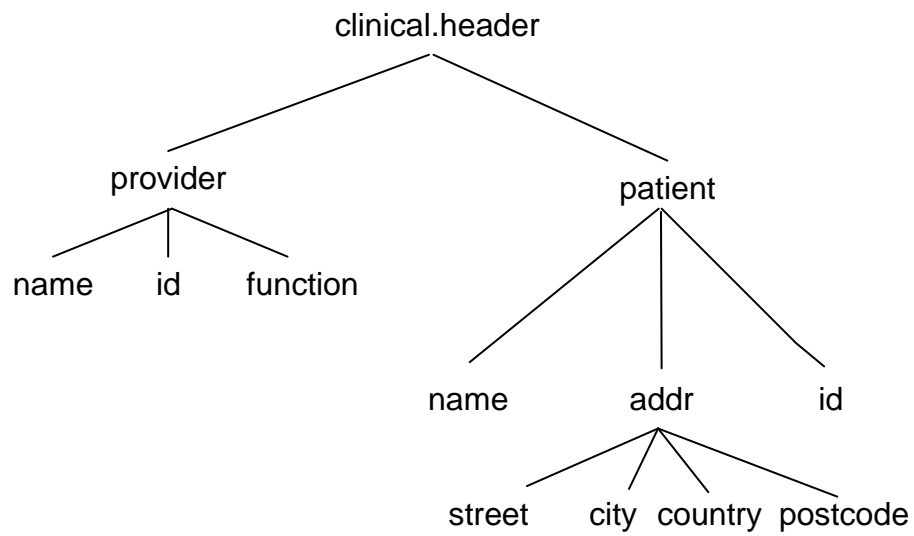 clinical.header
provider
patient
name id function
name addr id
street city country postcode